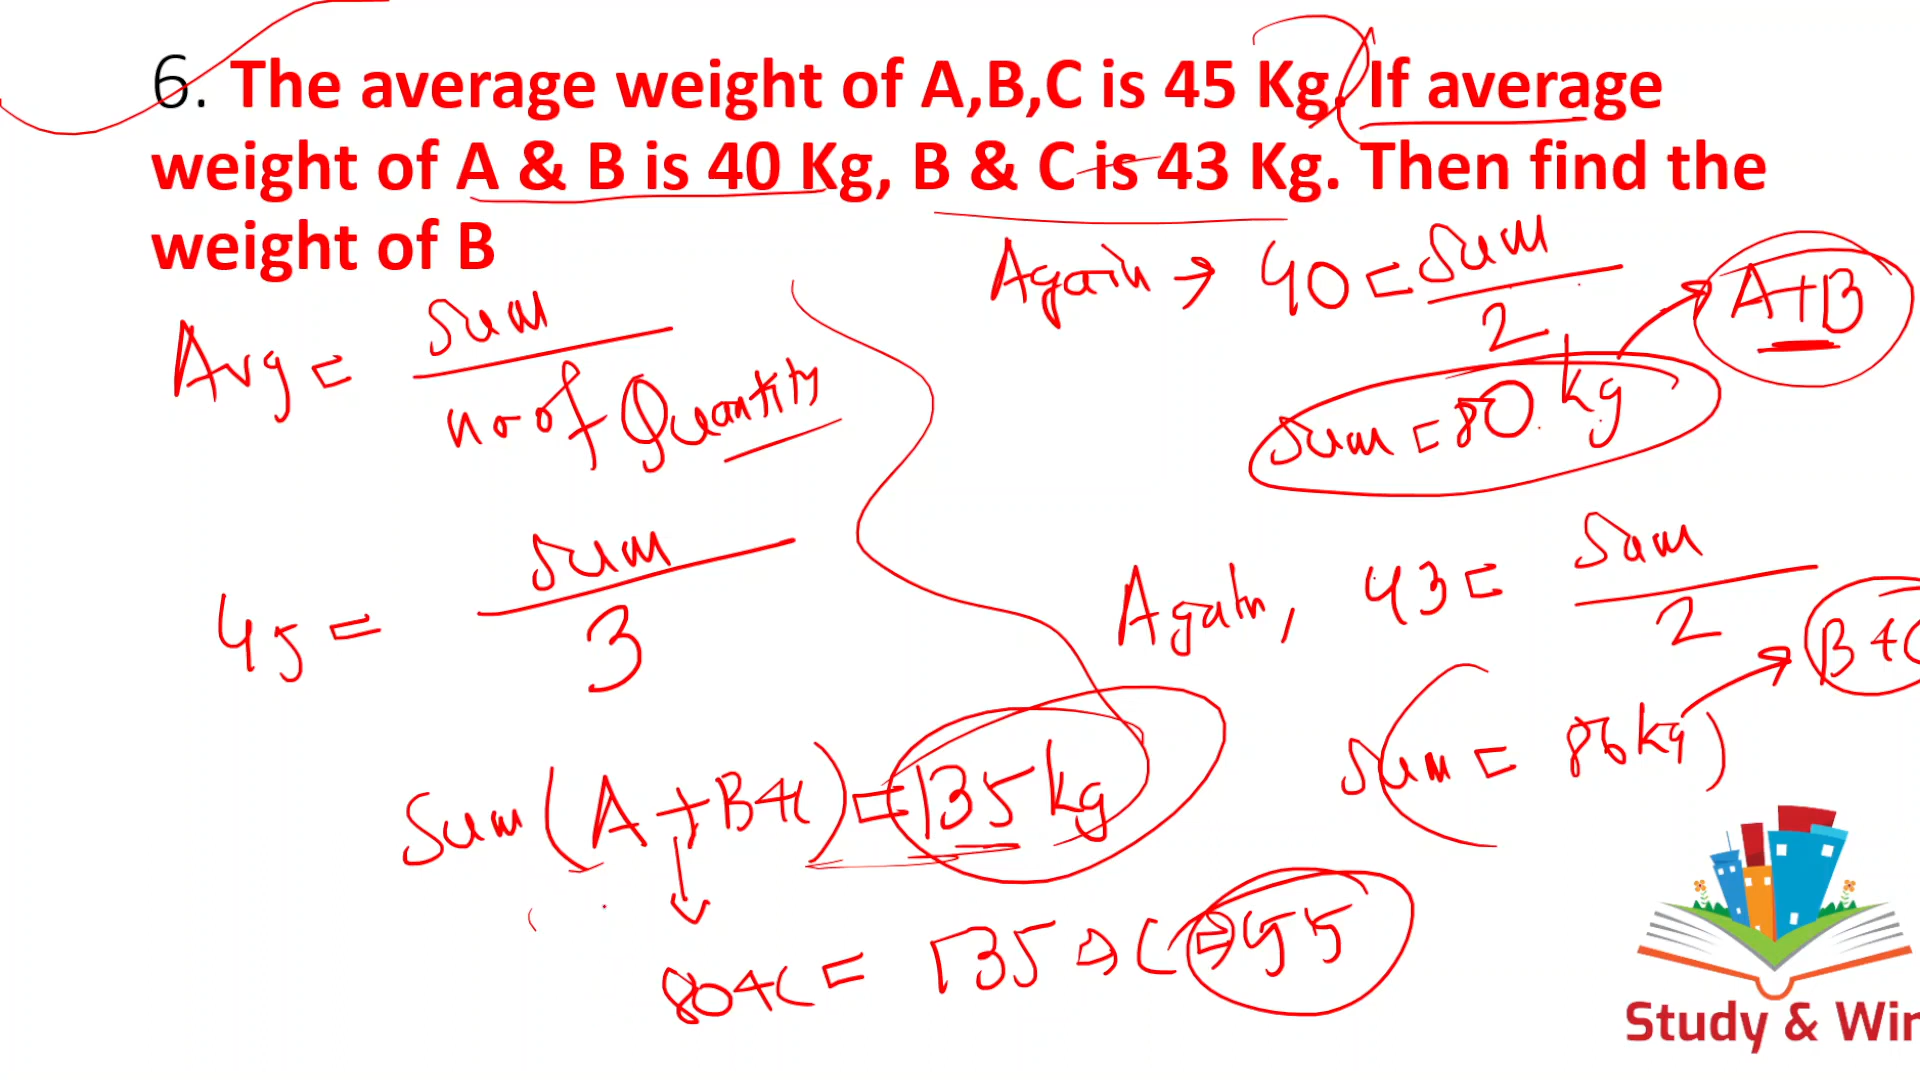 6. The average weight of A,B,C is 45 Kg. If average
weight of A & B is 40 Kg, B & C is 43 Kg. Then find the
weight of B
Avg = Sum / no of Quantity
45 = Sum / 3
Sum (A+B+C) = 135 kg
80+C = 135 ⇒ C ⇒ 55
Again → 40 = Sum / 2
A+B
Sum = 80 kg
Again, 43 = Sum / 2
B+C
Sum = 86 kg
Study & Win